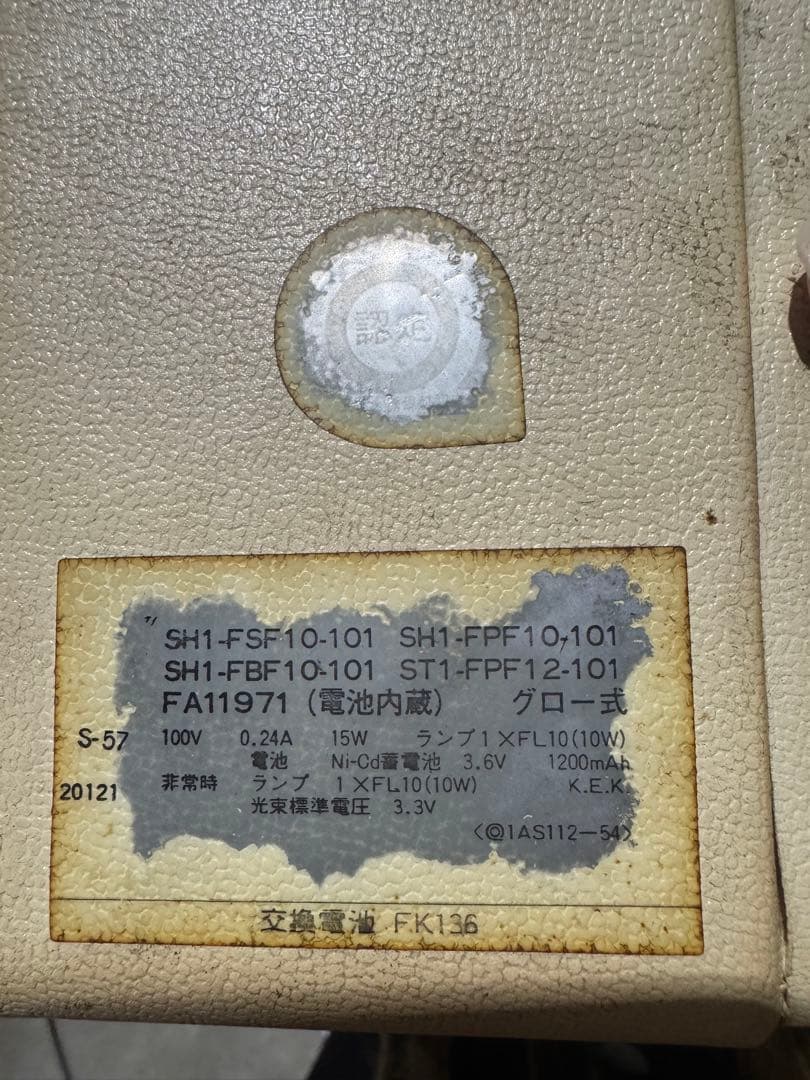 認定
SH1-FSF10-101 SH1-FPF10-101
SH1-FBF10-101 ST1-FPF12-101
FA11971 (電池内蔵) グロー式
S-57 100V 0.24A 15W ランプ1×FL10(10W)
電池 Ni-Cd蓄電池 3.6V 1200mAh
20121 非常時 ランプ 1×FL10(10W) K.E.K.
光束標準電圧 3.3V
<◎1AS112-54>
交換電池 FK136